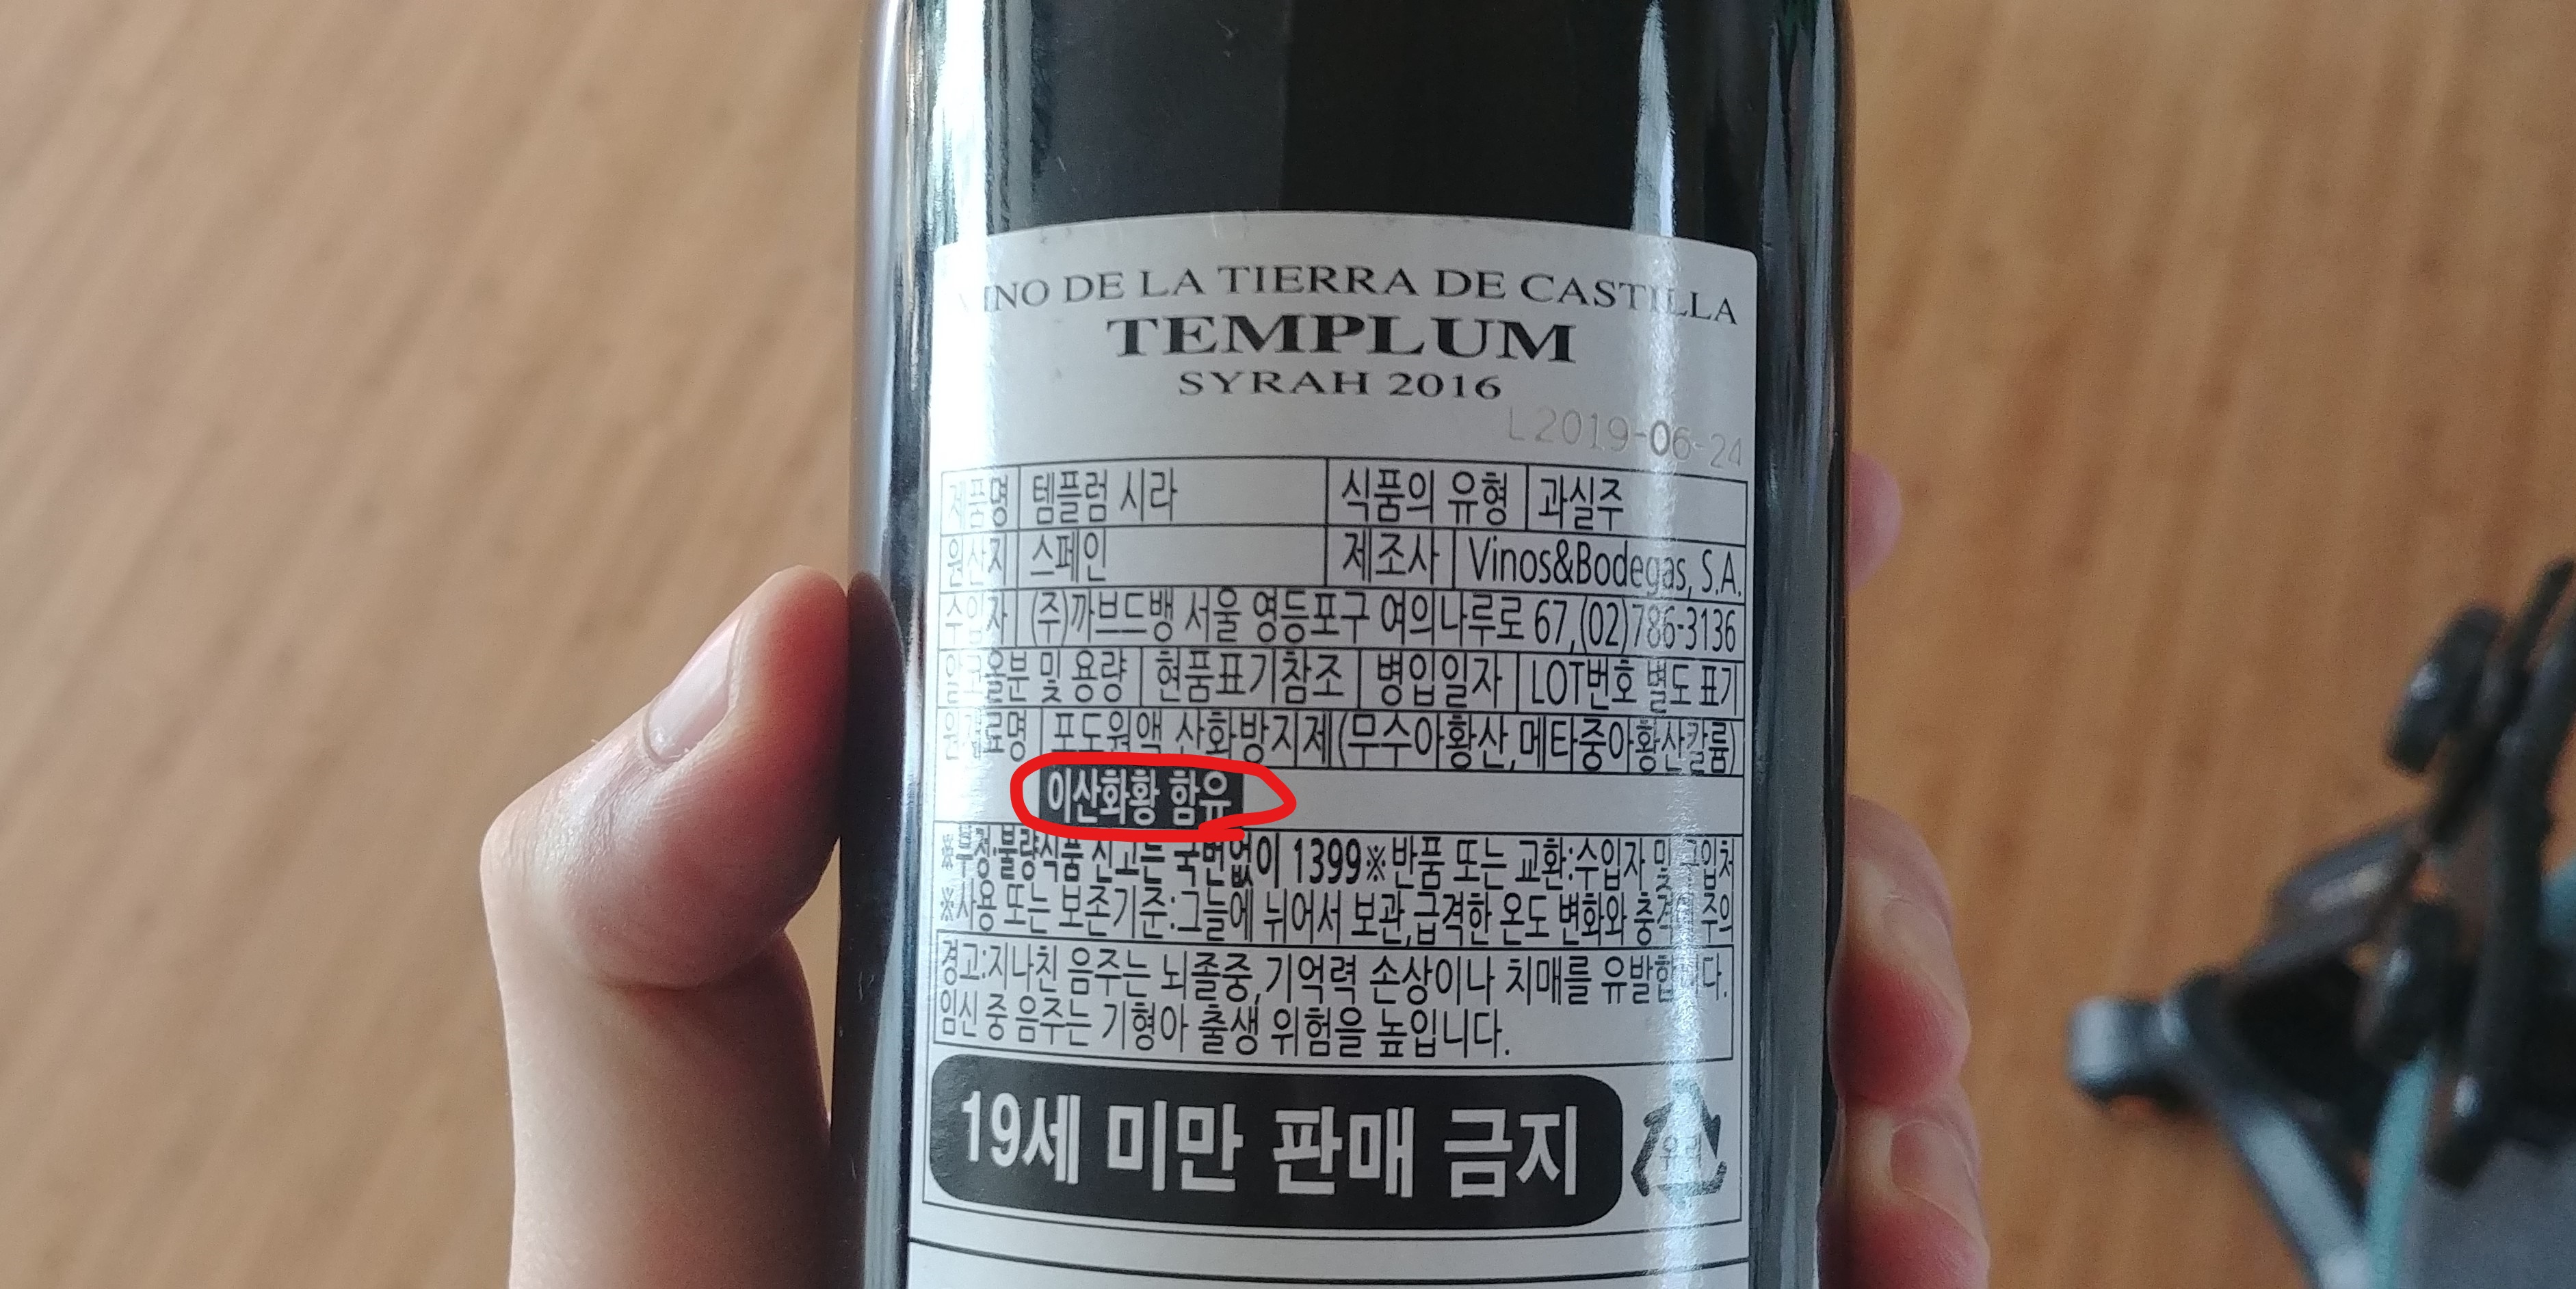 VINO DE LA TIERRA DE CASTILLA
TEMPLUM
SYRAH 2016
L2019-06-24
제품명 템플럼 시라 식품의 유형 과실주
원산지 스페인 제조사 Vinos&Bodegas, S.A.
수입자 (주)까브드뱅 서울 영등포구 여의나루로 67,(02)786-3136
알코올분 및 용량 현품표기참조 병입일자 LOT번호 별도 표기
원재료명 포도원액 산화방지제(무수아황산,메타중아황산칼륨)
이산화황 함유
※부정·불량식품 신고는 국번없이 1399※반품 또는 교환:수입자 및 구입처
※사용 또는 보존기준:그늘에 뉘어서 보관,급격한 온도 변화와 충격에 주의
경고:지나친 음주는 뇌졸중,기억력 손상이나 치매를 유발합니다.
임신 중 음주는 기형아 출생 위험을 높입니다.
19세 미만 판매 금지